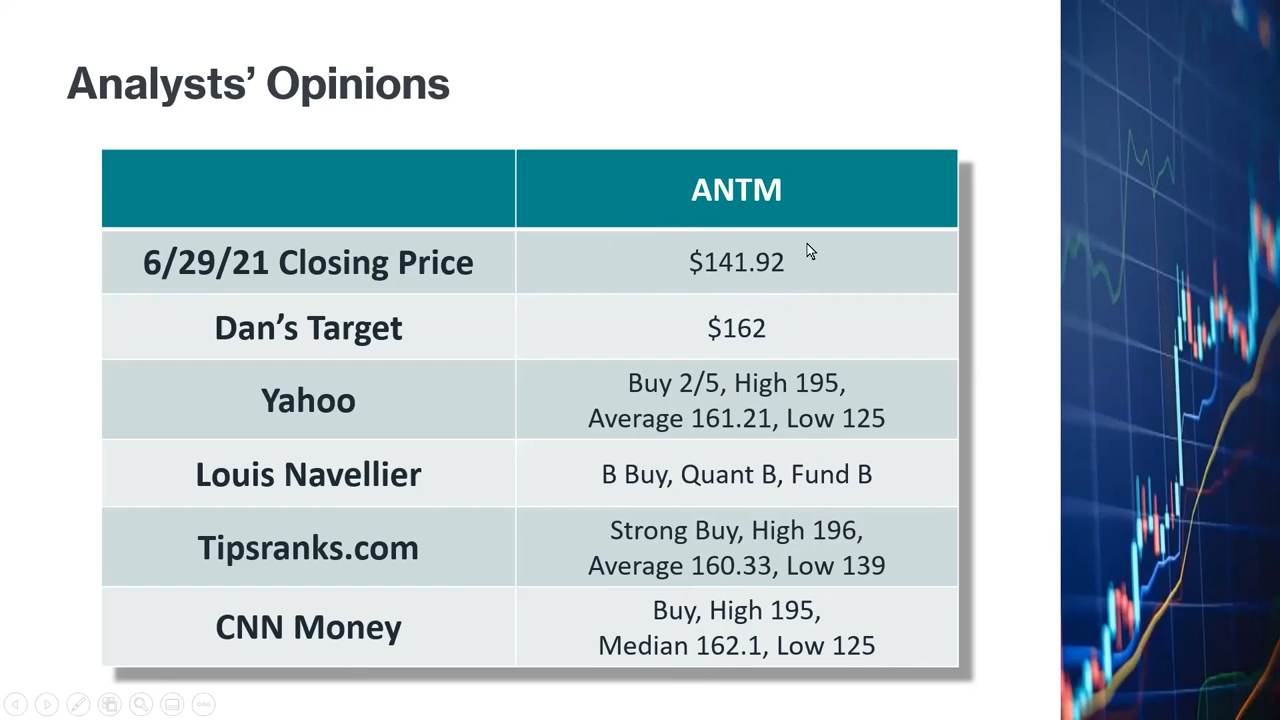 Analysts’ Opinions
ANTM
6/29/21 Closing Price
$141.92
Dan’s Target
$162
Yahoo
Buy 2/5, High 195,
Average 161.21, Low 125
Louis Navellier
B Buy, Quant B, Fund B
Tipsranks.com
Strong Buy, High 196,
Average 160.33, Low 139
CNN Money
Buy, High 195,
Median 162.1, Low 125